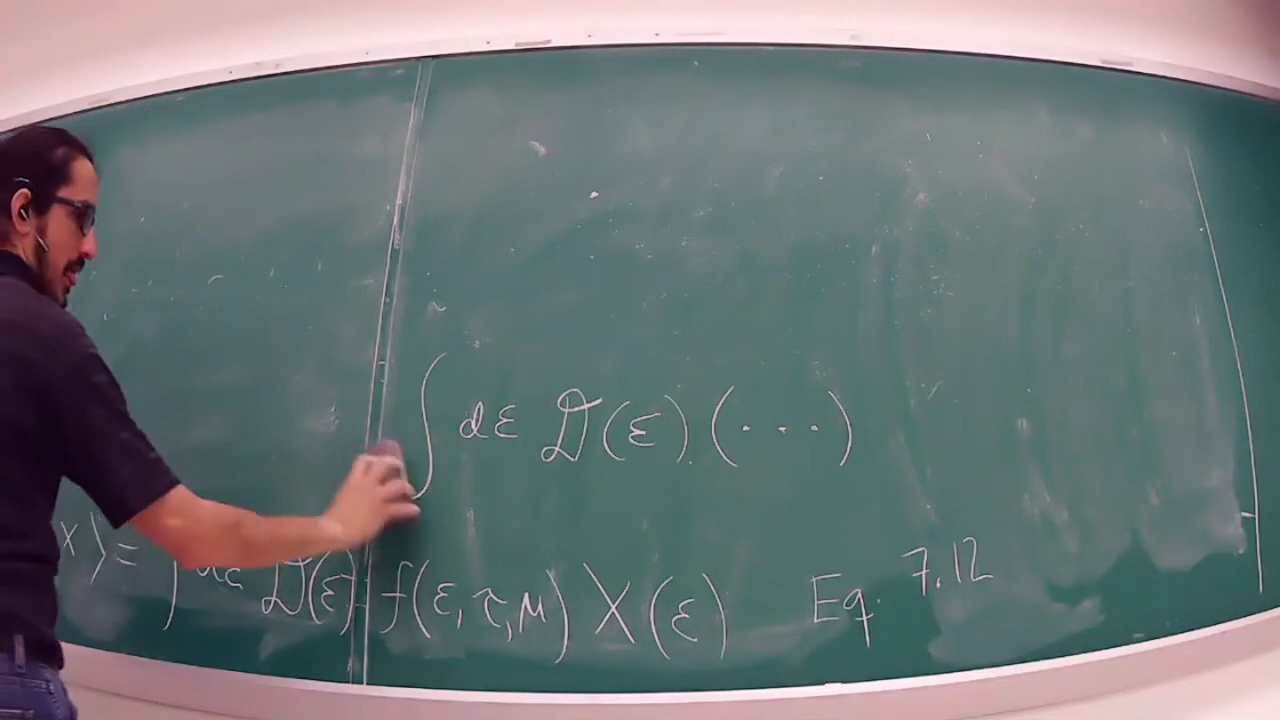 ∫ dε 𝒟(ε) (···)
X⟩ = ∫ dε 𝒟(ε) f(ε, τ, μ) X(ε) Eq. 7.12